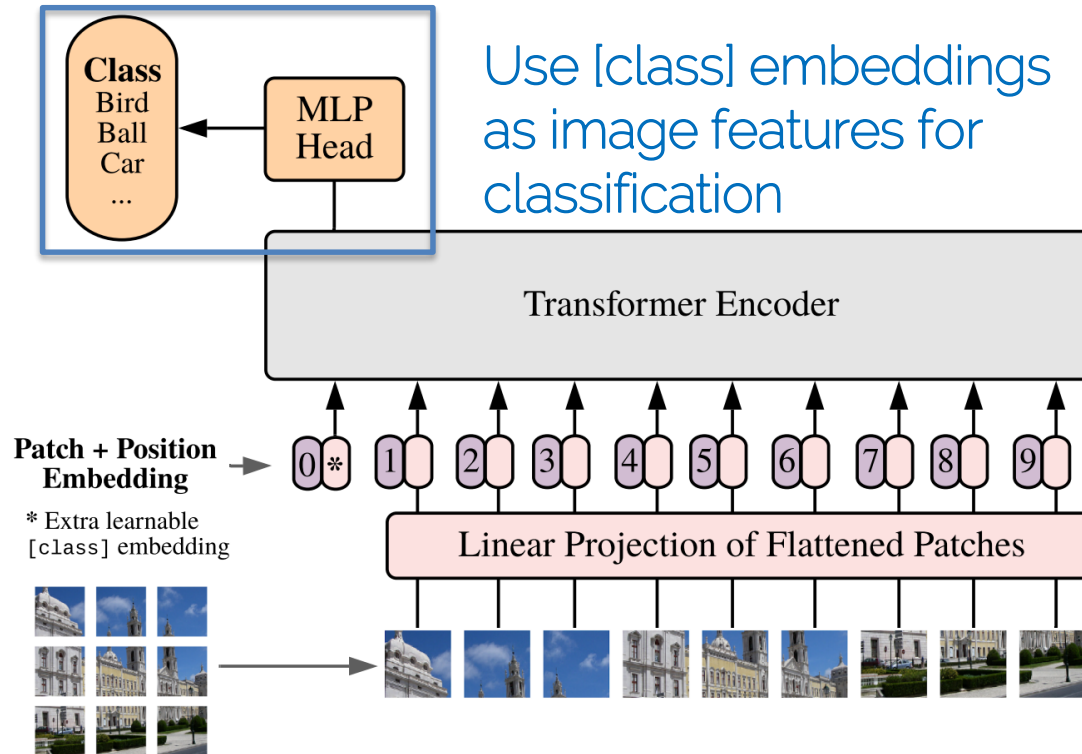 Class
Bird
Ball
Car
...
MLP
Head
Use [class] embeddings
as image features for
classification
Transformer Encoder
Patch + Position
Embedding
0 * 1 2 3 4 5 6 7 8 9
* Extra learnable
[class] embedding
Linear Projection of Flattened Patches